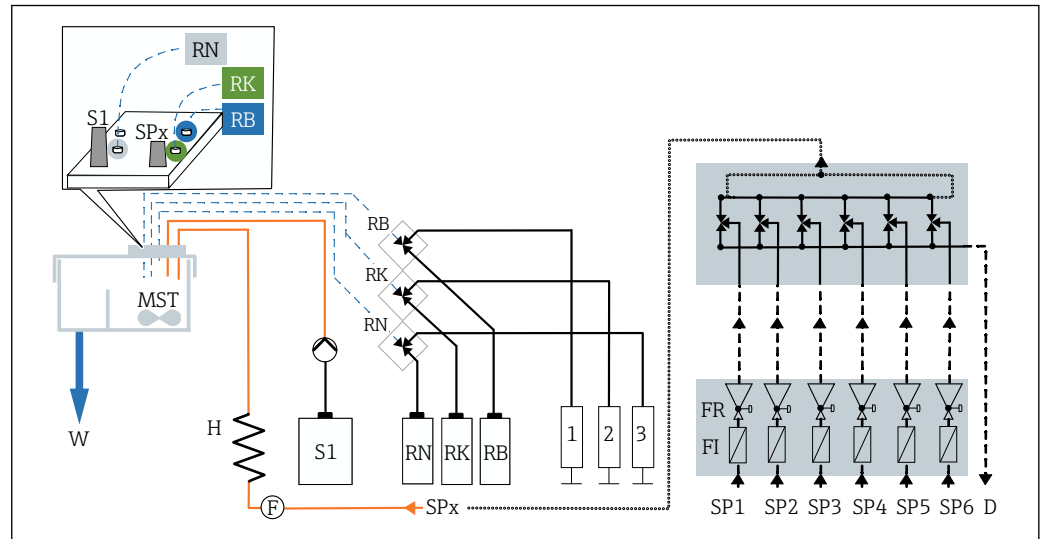 RN
RK
RB
S1
SPx
RB
RK
RN
MST
W
H
S1
RN RK RB
1 2 3
F
SPx
FR
FI
SP1 SP2 SP3 SP4 SP5 SP6 D